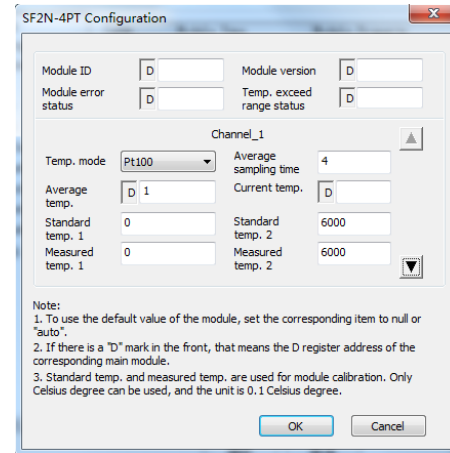 SF2N-4PT Configuration
Module ID D Module version D
Module error status D Temp. exceed range status D
Channel_1
Temp. mode Pt100 Average sampling time 4
Average temp. D 1 Current temp. D
Standard temp. 1 0 Standard temp. 2 6000
Measured temp. 1 0 Measured temp. 2 6000
Note:
1. To use the default value of the module, set the corresponding item to null or
"auto".
2. If there is a "D" mark in the front, that means the D register address of the
corresponding main module.
3. Standard temp. and measured temp. are used for module calibration. Only
Celsius degree can be used, and the unit is 0.1 Celsius degree.
OK Cancel